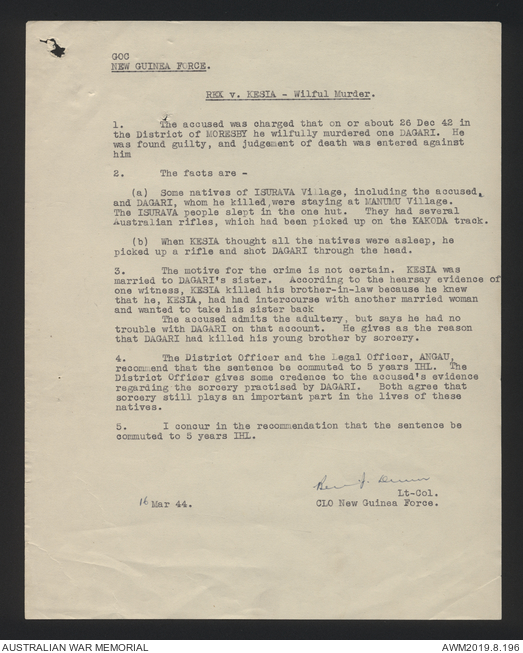 GOC
NEW GUINEA FORCE.
REX v. KESIA - Wilful Murder.
1. The accused was charged that on or about 26 Dec 42 in
the District of MORESBY he wilfully murdered one DAGARI. He
was found guilty, and judgement of death was entered against
him
2. The facts are -
(a) Some natives of ISURAVA Village, including the accused,
and DAGARI, whom he killed,were staying at MANUMU Village.
The ISURAVA people slept in the one hut. They had several
Australian rifles, which had been picked up on the KAKODA track.
(b) When KESIA thought all the natives were asleep, he
picked up a rifle and shot DAGARI through the head.
3. The motive for the crime is not certain. KESIA was
married to DAGARI's sister. According to the hearsay evidence of
one witness, KESIA killed his brother-in-law because he knew
that he, KESIA, had had intercourse with another married woman
and wanted to take his sister back
The accused admits the adultery, but says he had no
trouble with DAGARI on that account. He gives as the reason
that DAGARI had killed his young brother by sorcery.
4. The District Officer and the Legal Officer, ANGAU,
recommend that the sentence be commuted to 5 years IHL. The
District Officer gives some credence to the accused's evidence
regarding the sorcery practised by DAGARI. Both agree that
sorcery still plays an important part in the lives of these
natives.
5. I concur in the recommendation that the sentence be
commuted to 5 years IHL.
Lt-Col.
16 Mar 44. CLO New Guinea Force.
AUSTRALIAN WAR MEMORIAL AWM2019.8.196